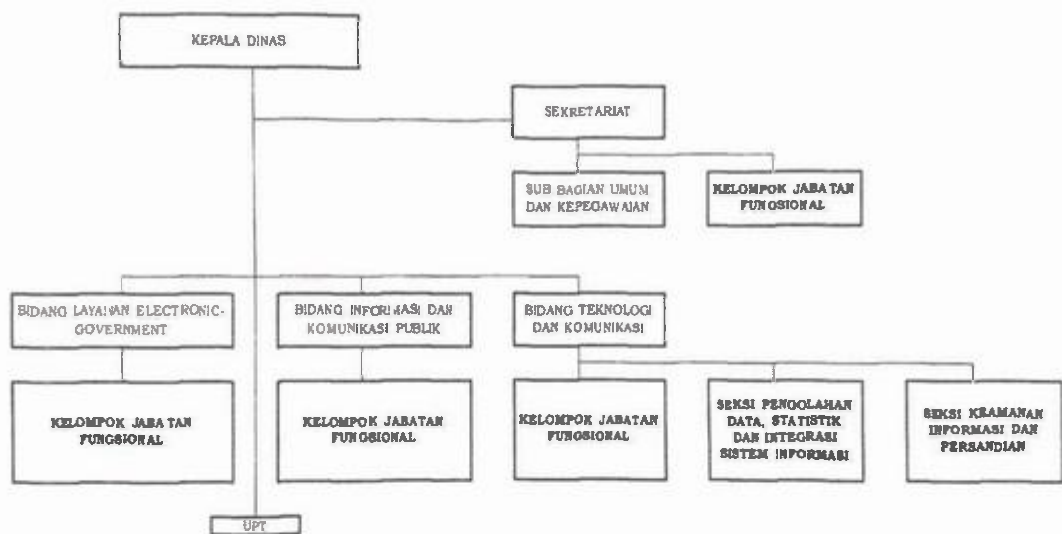 KEPALA DINAS
SEKRETARIAT
SUB BAGIAN UMUM
DAN KEPEGAWAIAN
KELOMPOK JABATAN
FUNGSIONAL
BIDANG LAYANAN ELECTRONIC-
GOVERNMENT
BIDANG INFORMASI DAN
KOMUNIKASI PUBLIK
BIDANG TEKNOLOGI
DAN KOMUNIKASI
KELOMPOK JABATAN
FUNGSIONAL
KELOMPOK JABATAN
FUNGSIONAL
KELOMPOK JABATAN
FUNGSIONAL
SEKSI PENGOLAHAN
DATA, STATISTIK
DAN INTEGRASI
SISTEM INFORMASI
SEKSI KEAMANAN
INFORMASI DAN
PERSANDIAN
UPT